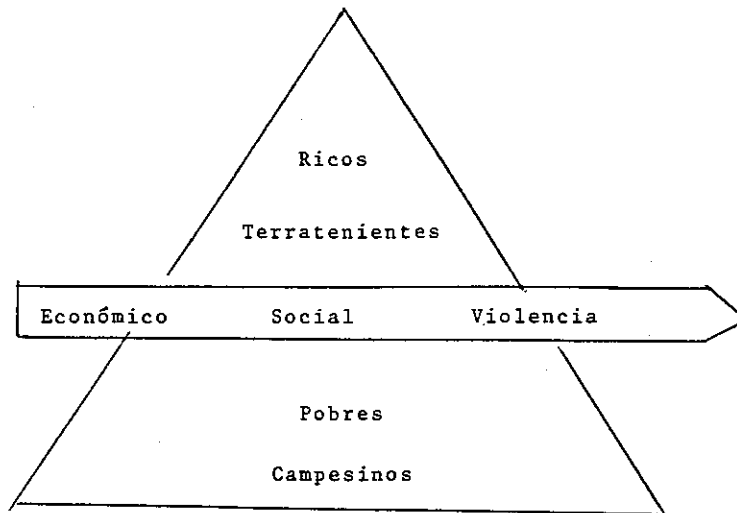 Ricos
Terratenientes
Económico Social Violencia
Pobres
Campesinos